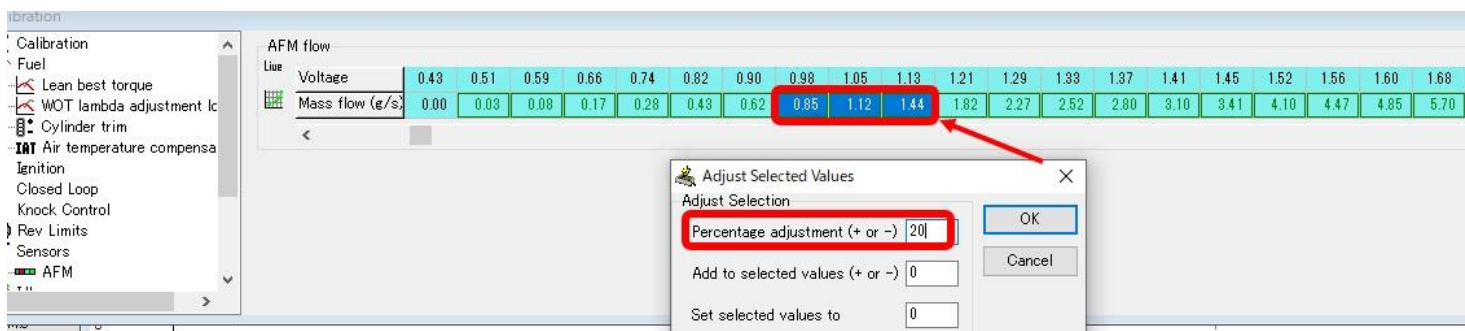 ibration
Calibration
Fuel
Lean best torque
WOT lambda adjustment lc
Cylinder trim
IAT Air temperature compensa
Ignition
Closed Loop
Knock Control
Rev Limits
Sensors
AFM
AFM flow
Live
Voltage 0.43 0.51 0.59 0.66 0.74 0.82 0.90 0.98 1.05 1.13 1.21 1.29 1.33 1.37 1.41 1.45 1.52 1.56 1.60 1.68
Mass flow (g/s) 0.00 0.03 0.08 0.17 0.28 0.43 0.62 0.85 1.12 1.44 1.82 2.27 2.52 2.80 3.10 3.41 4.10 4.47 4.85 5.70
Adjust Selected Values
Adjust Selection
Percentage adjustment (+ or -) 20
OK
Add to selected values (+ or -) 0
Cancel
Set selected values to 0